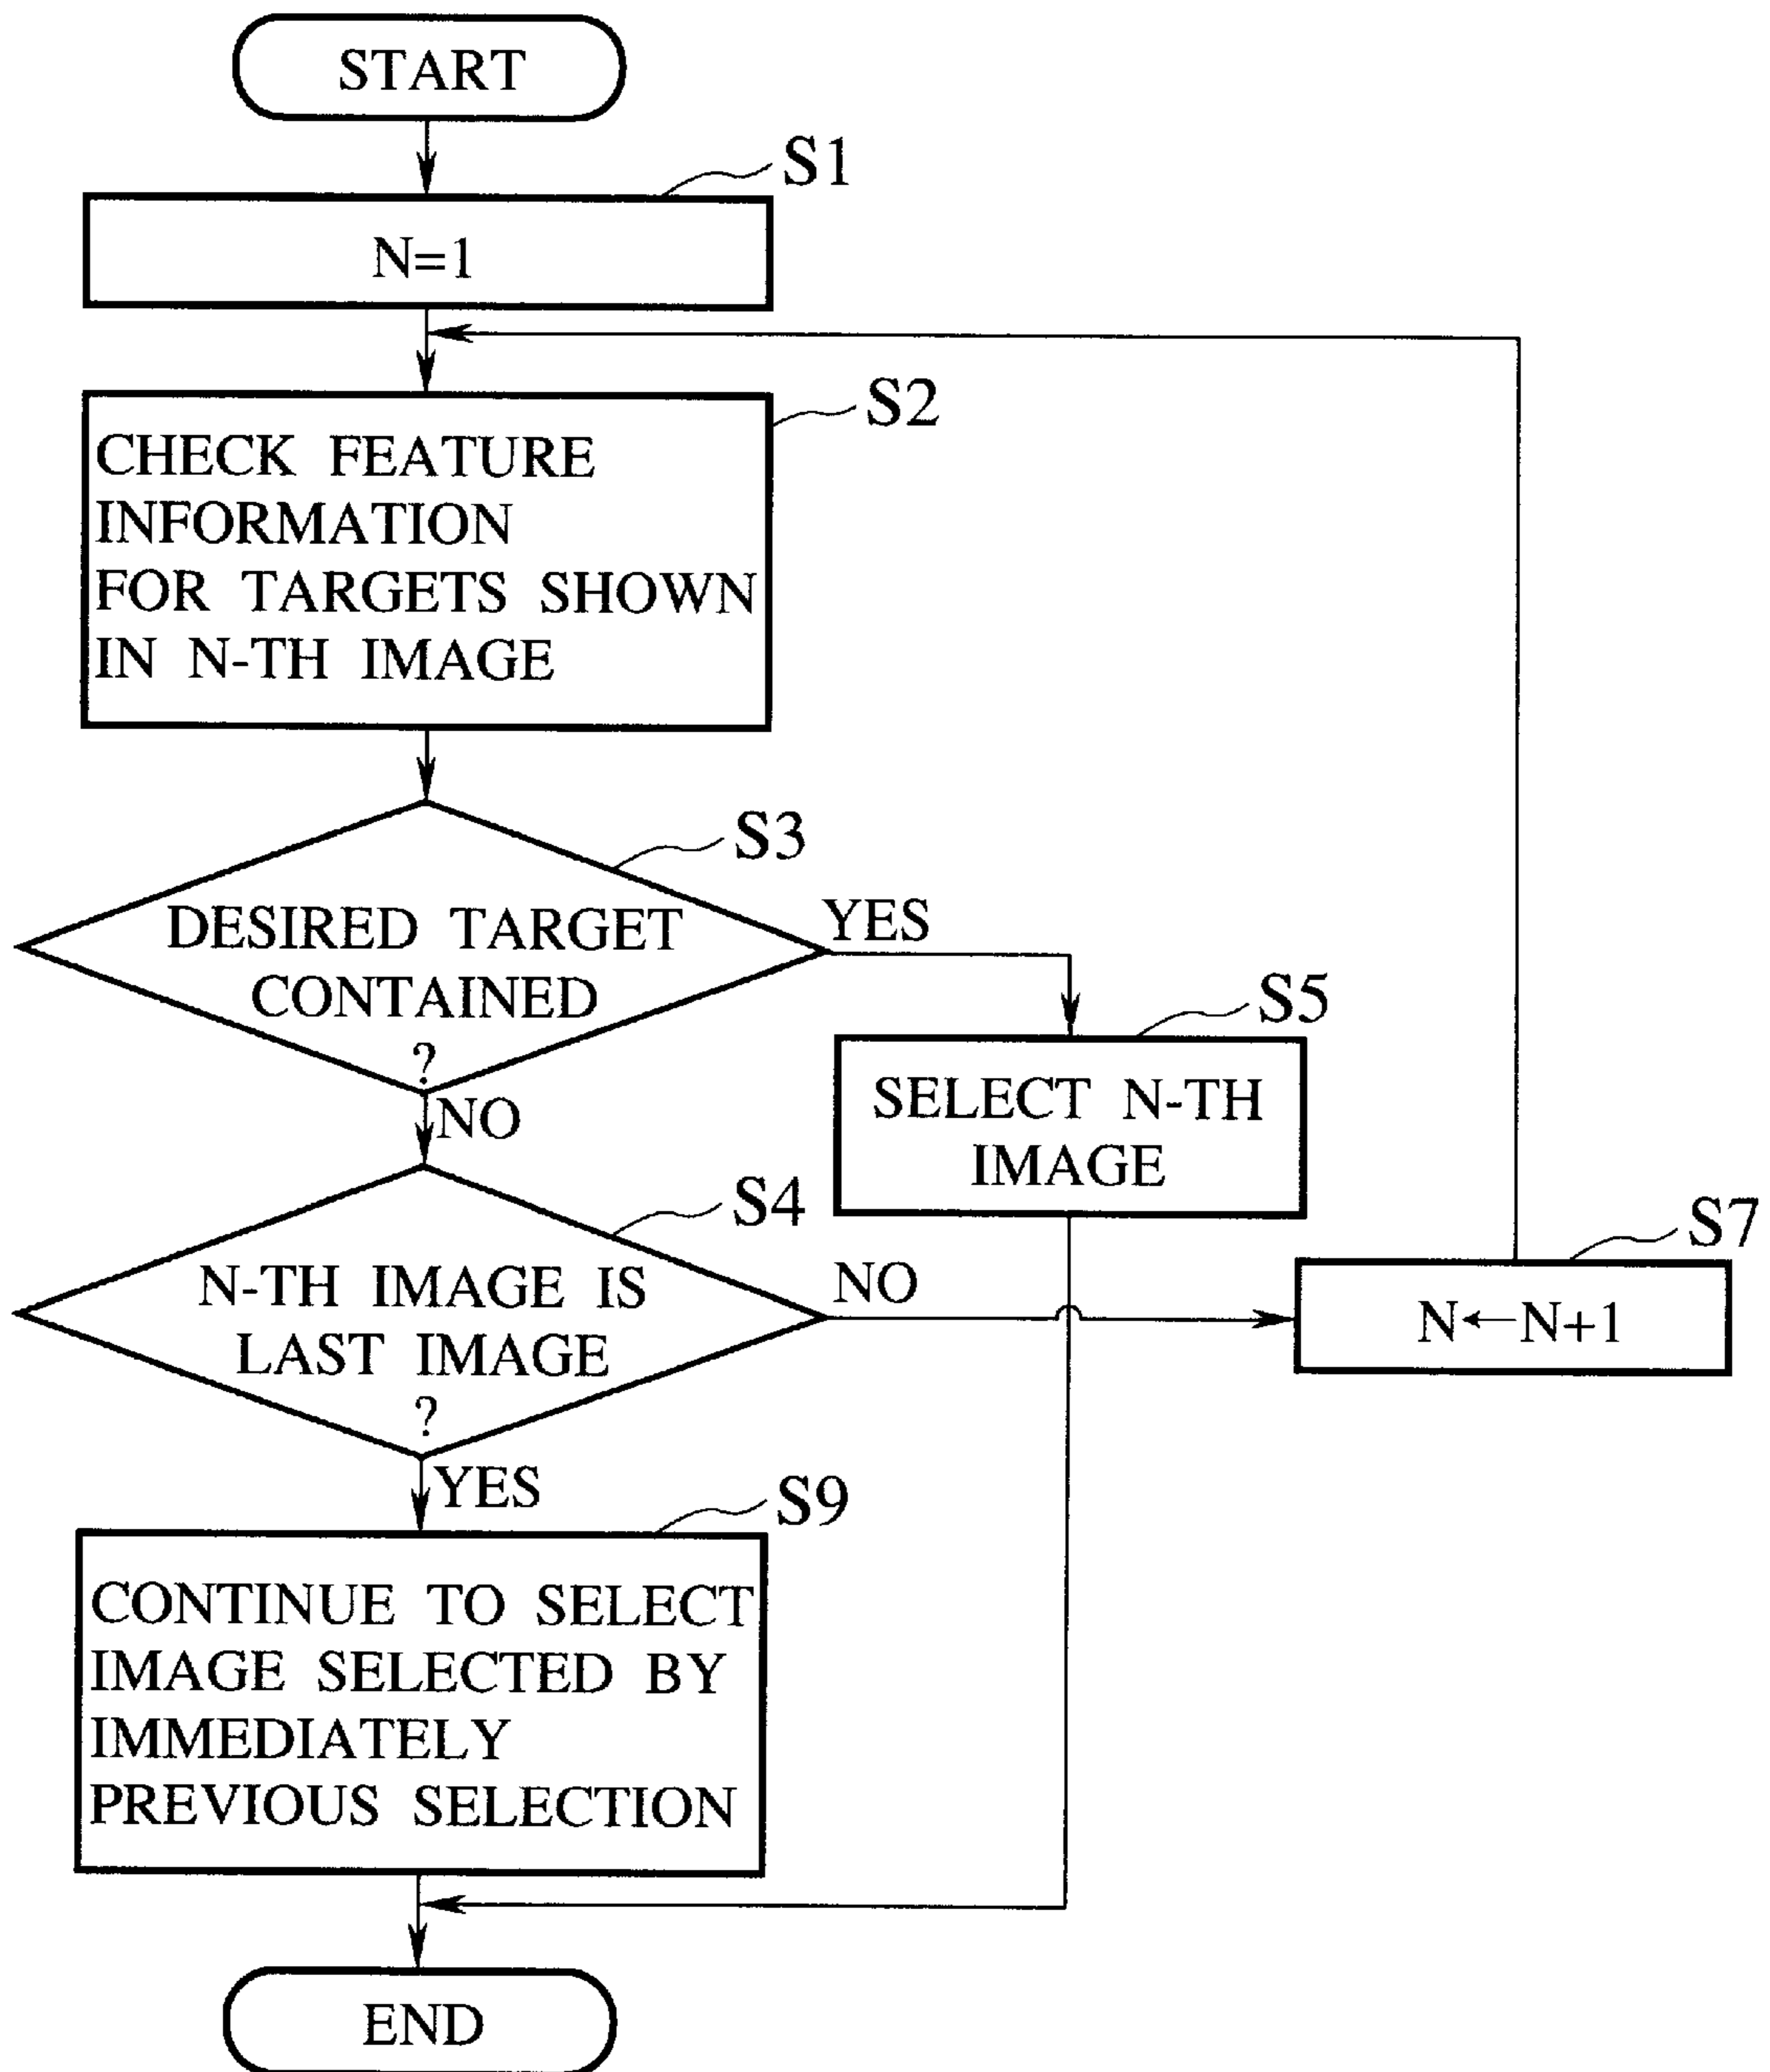 START
S1
N=1
S2
CHECK FEATURE
INFORMATION
FOR TARGETS SHOWN
IN N-TH IMAGE
S3
DESIRED TARGET
CONTAINED
?
YES
NO
S5
SELECT N-TH
IMAGE
S4
N-TH IMAGE IS
LAST IMAGE
?
NO
YES
S7
N←N+1
S9
CONTINUE TO SELECT
IMAGE SELECTED BY
IMMEDIATELY
PREVIOUS SELECTION
END